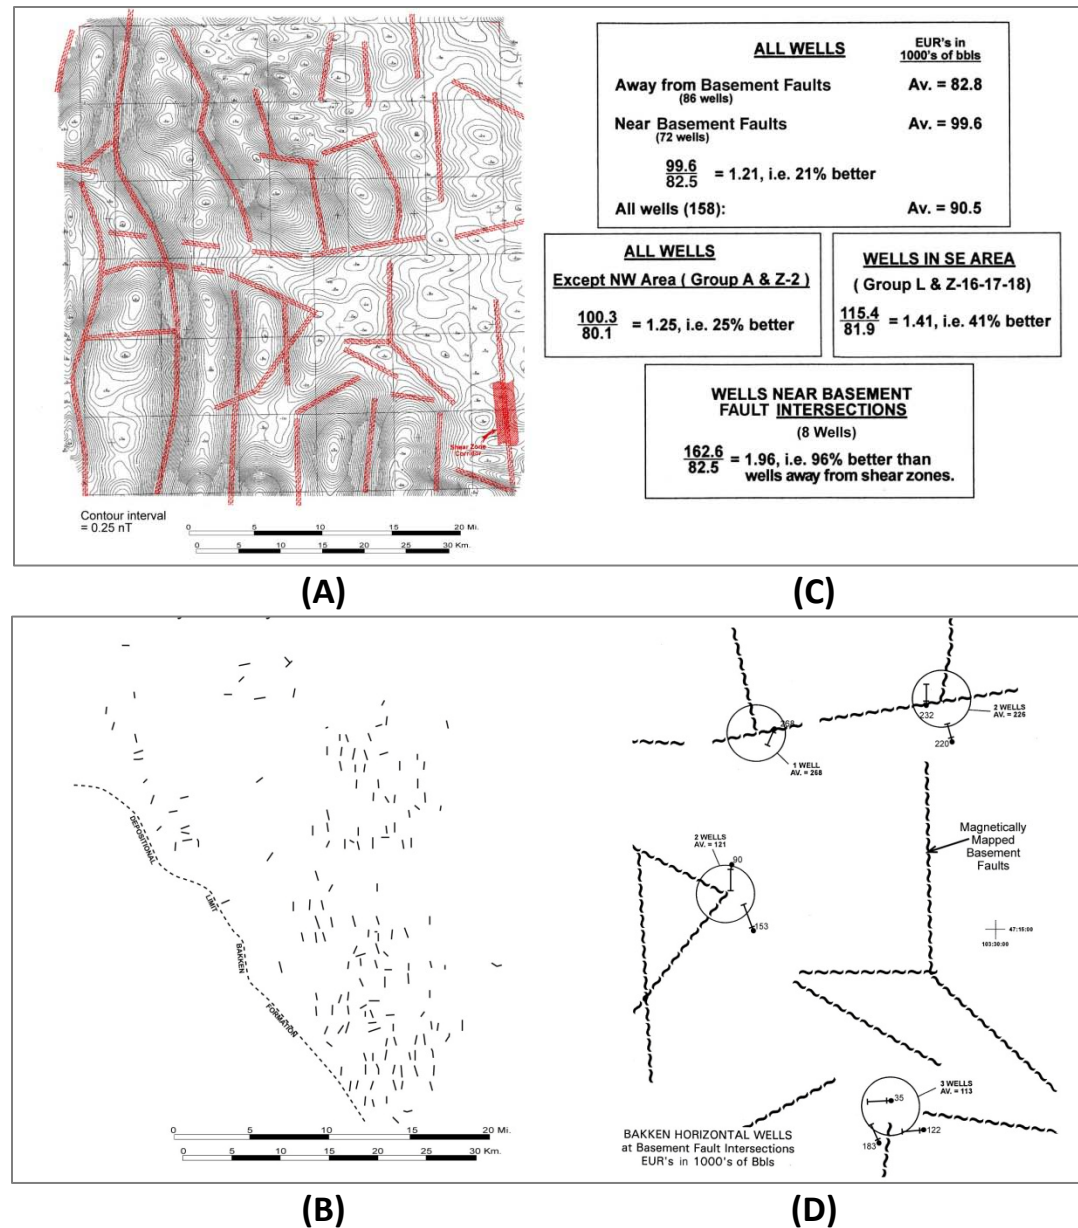 Shear Zone
Corridor
Contour interval
= 0.25 nT
0 5 10 15 20 Mi.
0 5 10 15 20 25 30 Km.
(A)
ALL WELLS
EUR's in
1000's of bbls
Away from Basement Faults
Av. = 82.8
(86 wells)
Near Basement Faults
Av. = 99.6
(72 wells)
99.6
82.5
= 1.21, i.e. 21% better
All wells (158):
Av. = 90.5
ALL WELLS
Except NW Area ( Group A & Z-2 )
100.3
80.1
= 1.25, i.e. 25% better
WELLS IN SE AREA
( Group L & Z-16-17-18)
115.4
81.9
= 1.41, i.e. 41% better
WELLS NEAR BASEMENT
FAULT INTERSECTIONS
(8 Wells)
162.6
82.5
= 1.96, i.e. 96% better than
wells away from shear zones.
(C)
DEPOSITIONAL
LIMIT
BAKKEN
FORMATION
0 5 10 15 20 Mi.
0 5 10 15 20 25 30 Km.
(B)
268
1 WELL
AV. = 268
232
220
2 WELLS
AV. = 226
2 WELLS
AV. = 121
90
153
Magnetically
Mapped
Basement
Faults
47:15:00
103:30:00
3 WELLS
AV. = 113
35
122
183
BAKKEN HORIZONTAL WELLS
at Basement Fault Intersections
EUR's in 1000's of Bbls
(D)